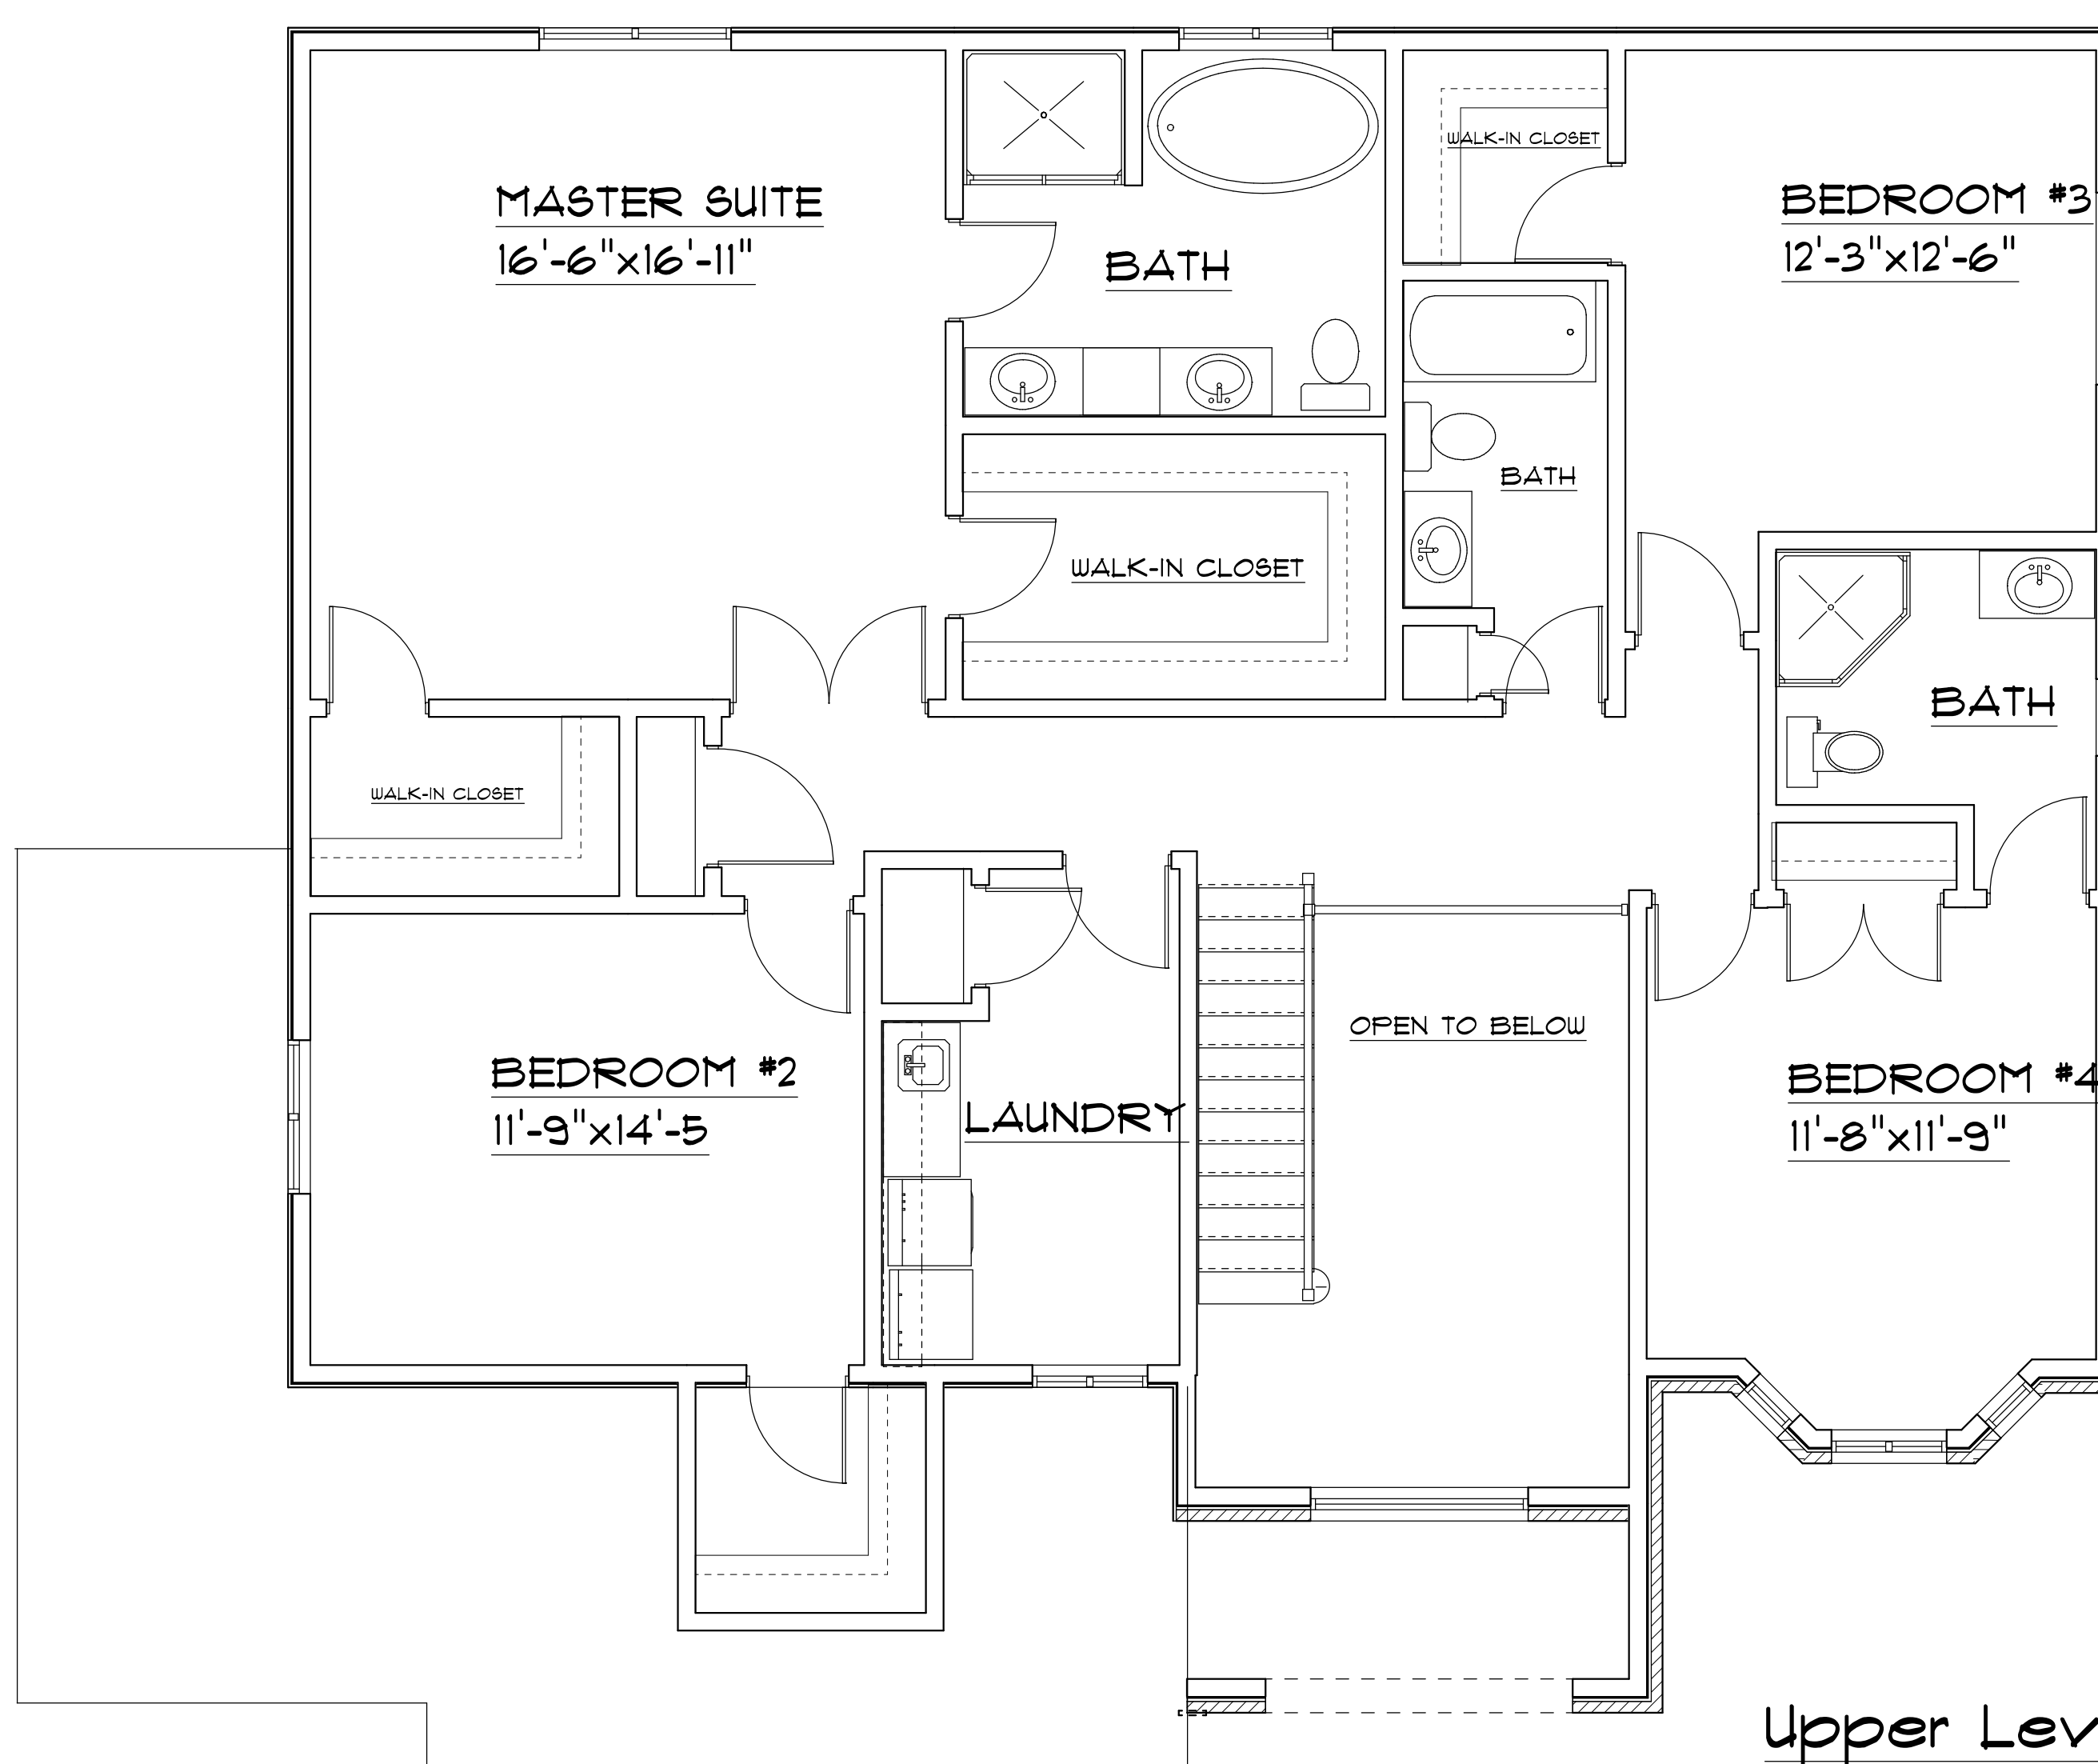 MASTER SUITE
16'-6"x16'-11"
BATH
WALK-IN CLOSET
BEDROOM #3
12'-3"x12'-6"
BATH
WALK-IN CLOSET
BATH
WALK-IN CLOSET
OPEN TO BELOW
BEDROOM #2
11'-9"x14'-5
LAUNDRY
BEDROOM #4
11'-8"x11'-9"
Upper Lev